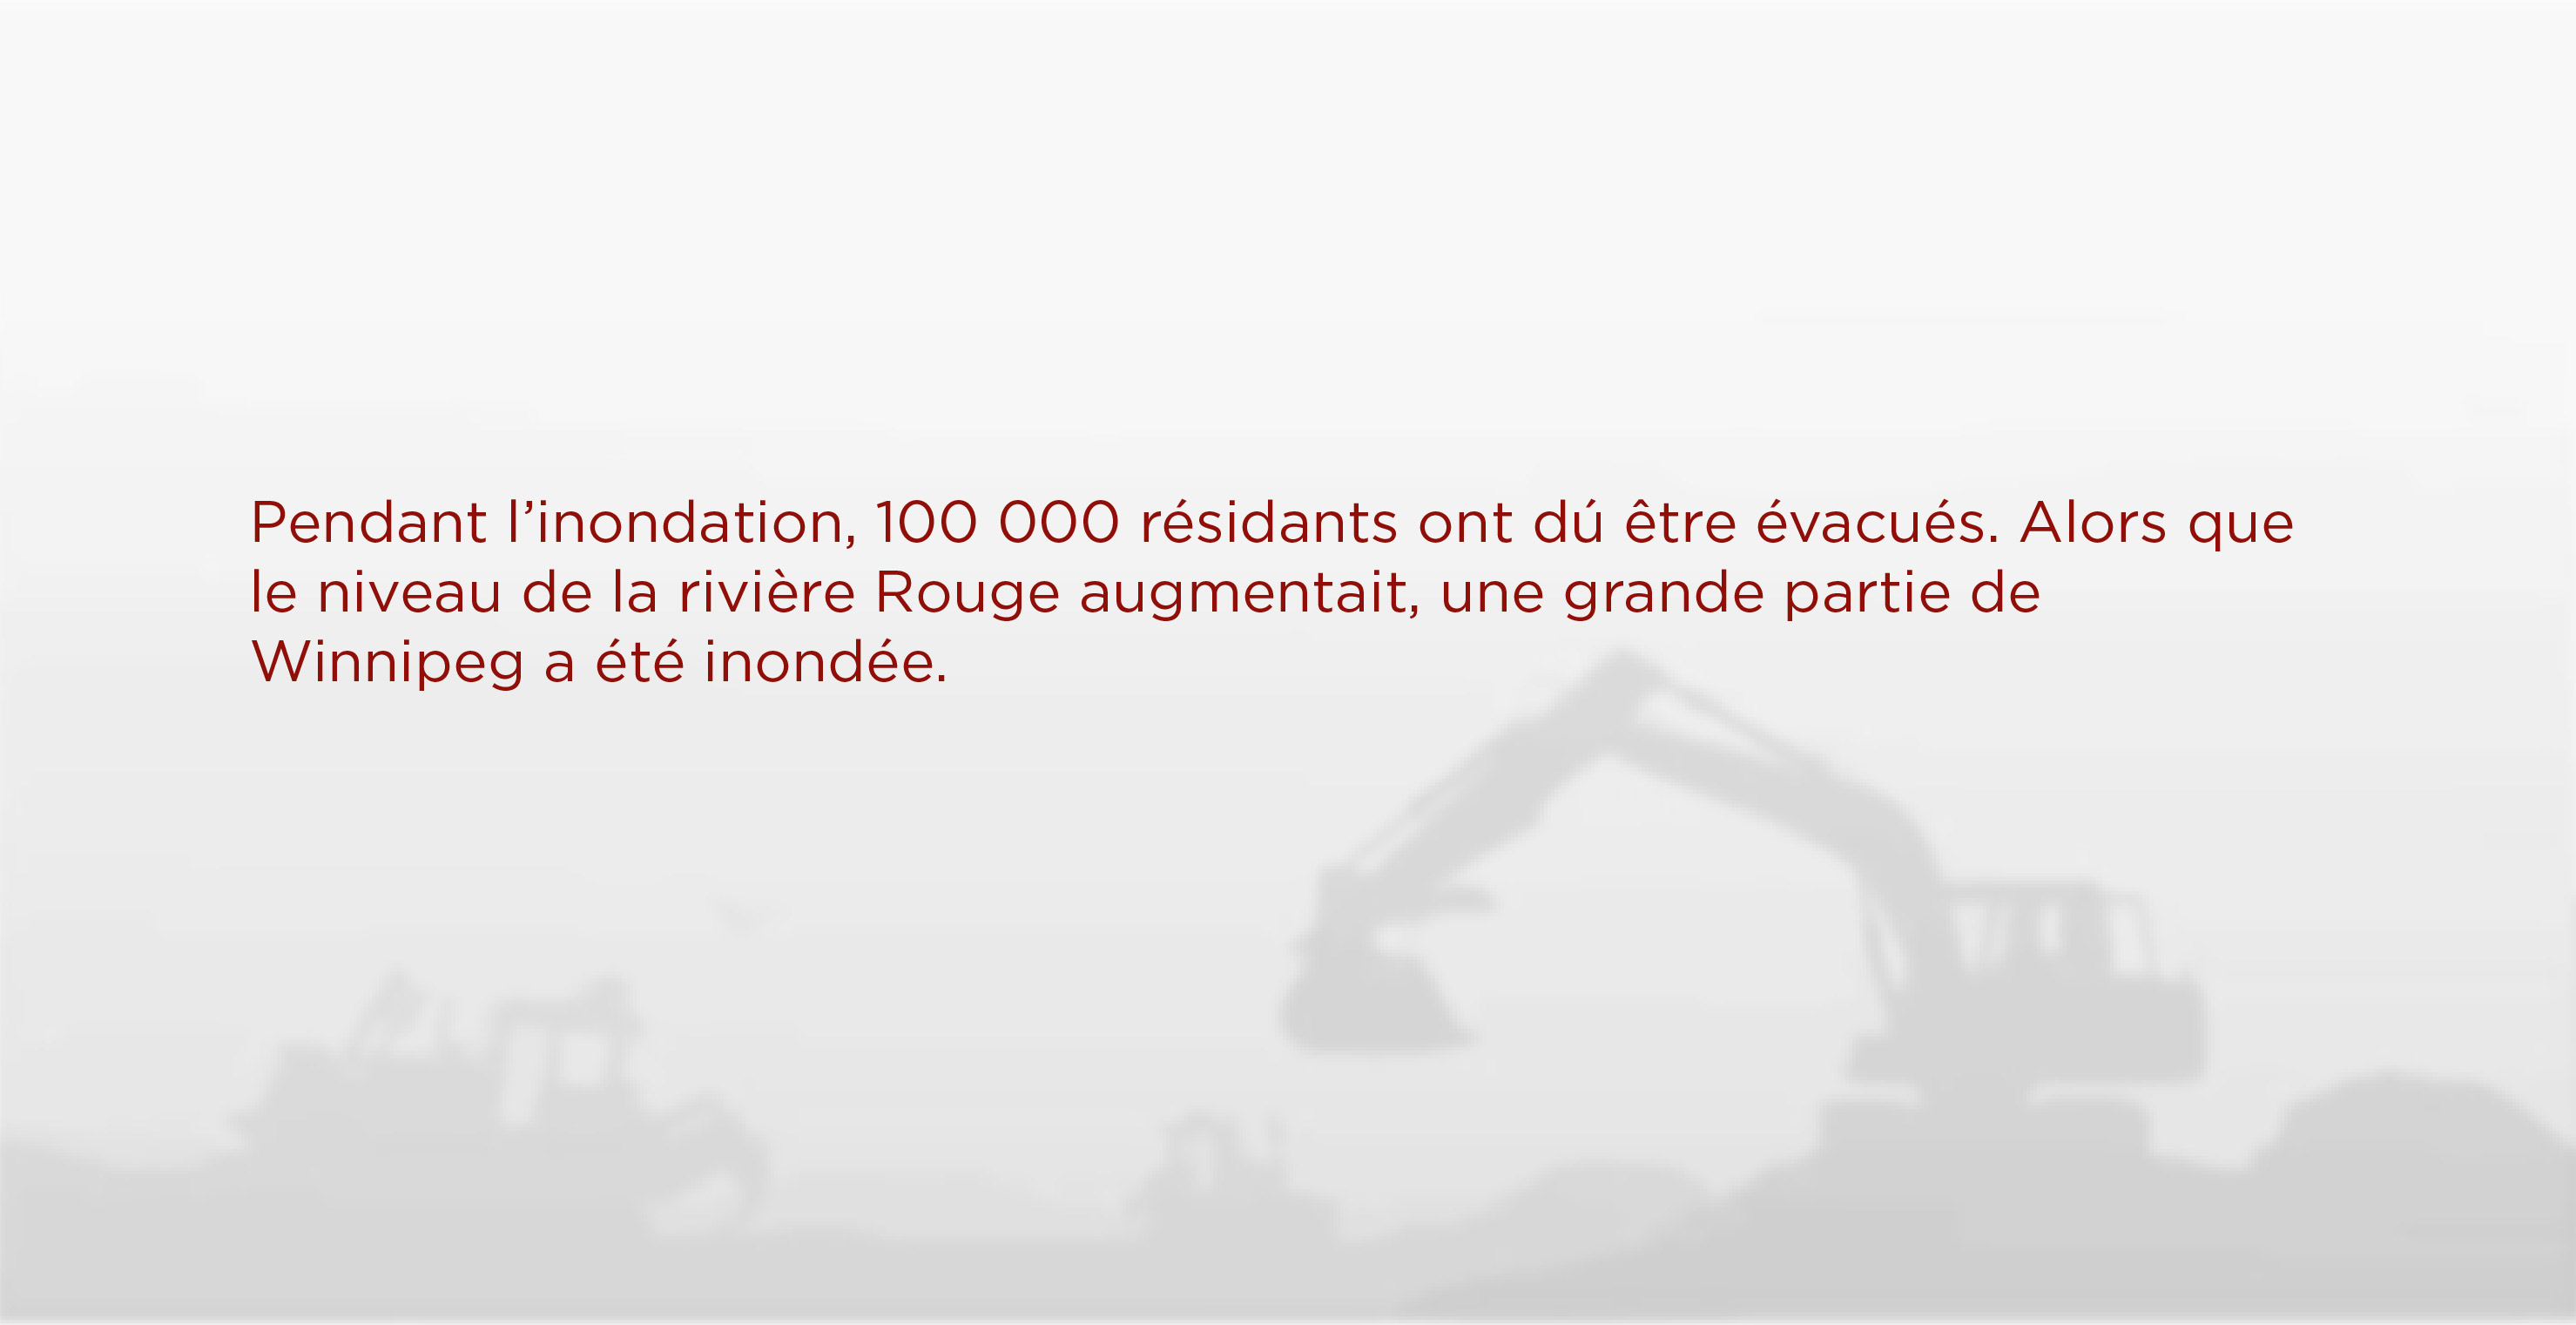 Pendant l’inondation, 100 000 résidants ont dú être évacués. Alors que
le niveau de la rivière Rouge augmentait, une grande partie de
Winnipeg a été inondée.